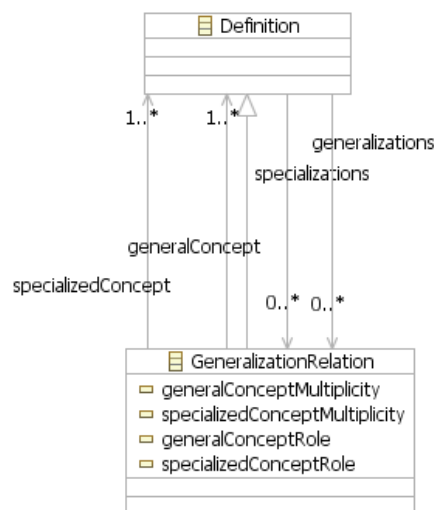 Definition
1..*
1..*
generalizations
specializations
generalConcept
specializedConcept
0..*
0..*
GeneralizationRelation
generalConceptMultiplicity
specializedConceptMultiplicity
generalConceptRole
specializedConceptRole